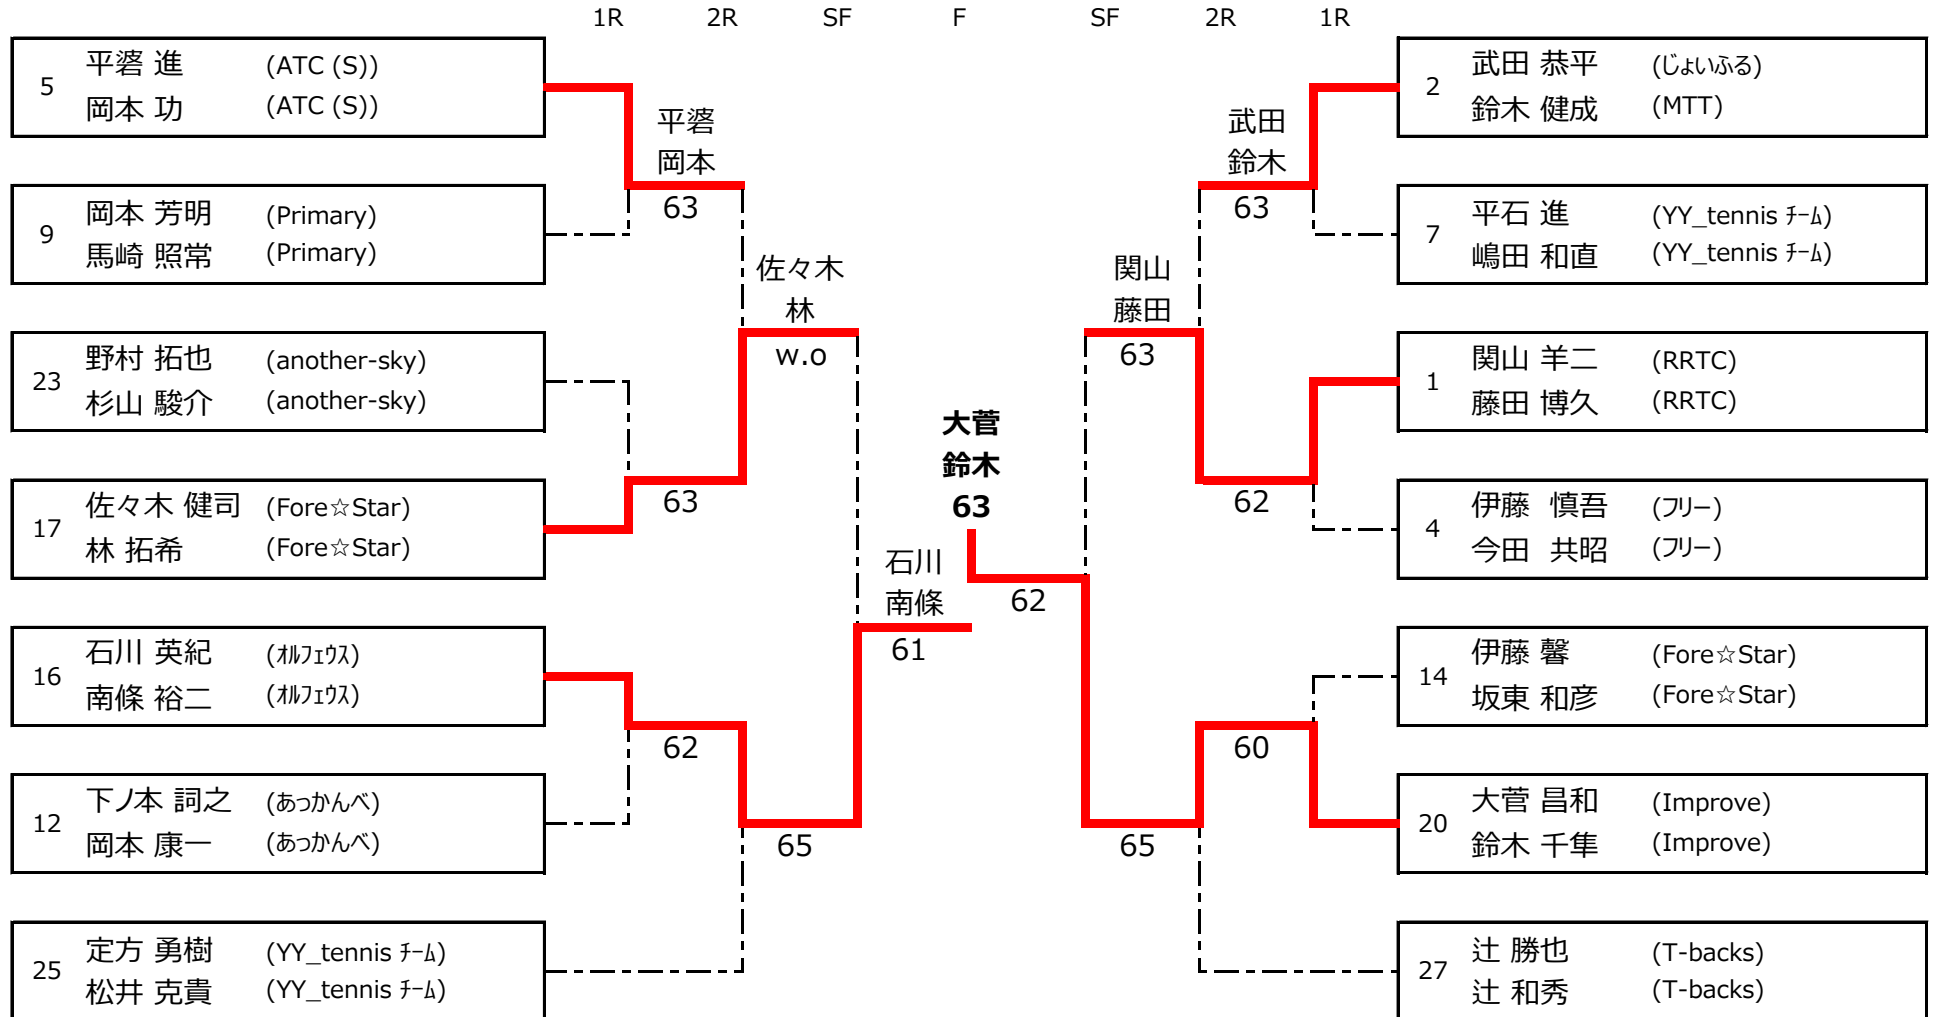 1R 2R SF F SF 2R 1R
5 平碆 進 (ATC (S))
岡本 功 (ATC (S))
9 岡本 芳明 (Primary)
馬崎 照常 (Primary)
23 野村 拓也 (another-sky)
杉山 駿介 (another-sky)
17 佐々木 健司 (Fore☆Star)
林 拓希 (Fore☆Star)
16 石川 英紀 (ｵﾙﾌｪｳｽ)
南條 裕二 (ｵﾙﾌｪｳｽ)
12 下ノ本 詞之 (あっかんべ)
岡本 康一 (あっかんべ)
25 定方 勇樹 (YY_tennis ﾁｰﾑ)
松井 克貴 (YY_tennis ﾁｰﾑ)
平碆
岡本
63
63
佐々木
林
w.o
62
65
石川
南條
61
大菅
鈴木
63
62
関山
藤田
63
65
武田
鈴木
63
62
60
2 武田 恭平 (じょいふる)
鈴木 健成 (MTT)
7 平石 進 (YY_tennis ﾁｰﾑ)
嶋田 和直 (YY_tennis ﾁｰﾑ)
1 関山 羊二 (RRTC)
藤田 博久 (RRTC)
4 伊藤 慎吾 (ﾌﾘｰ)
今田 共昭 (ﾌﾘｰ)
14 伊藤 馨 (Fore☆Star)
坂東 和彦 (Fore☆Star)
20 大菅 昌和 (Improve)
鈴木 千隼 (Improve)
27 辻 勝也 (T-backs)
辻 和秀 (T-backs)